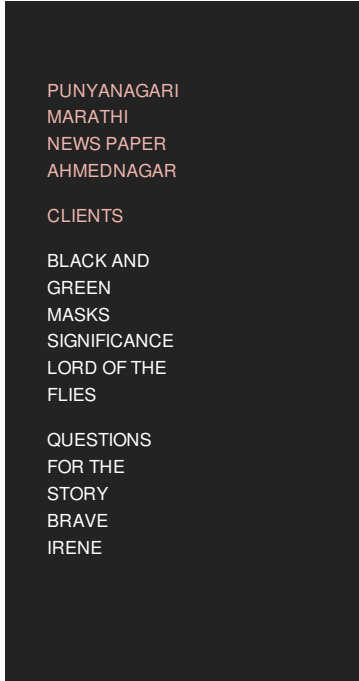 PUNYANAGARI
MARATHI
NEWS PAPER
AHMEDNAGAR
CLIENTS
BLACK AND
GREEN
MASKS
SIGNIFICANCE
LORD OF THE
FLIES
QUESTIONS
FOR THE
STORY
BRAVE
IRENE